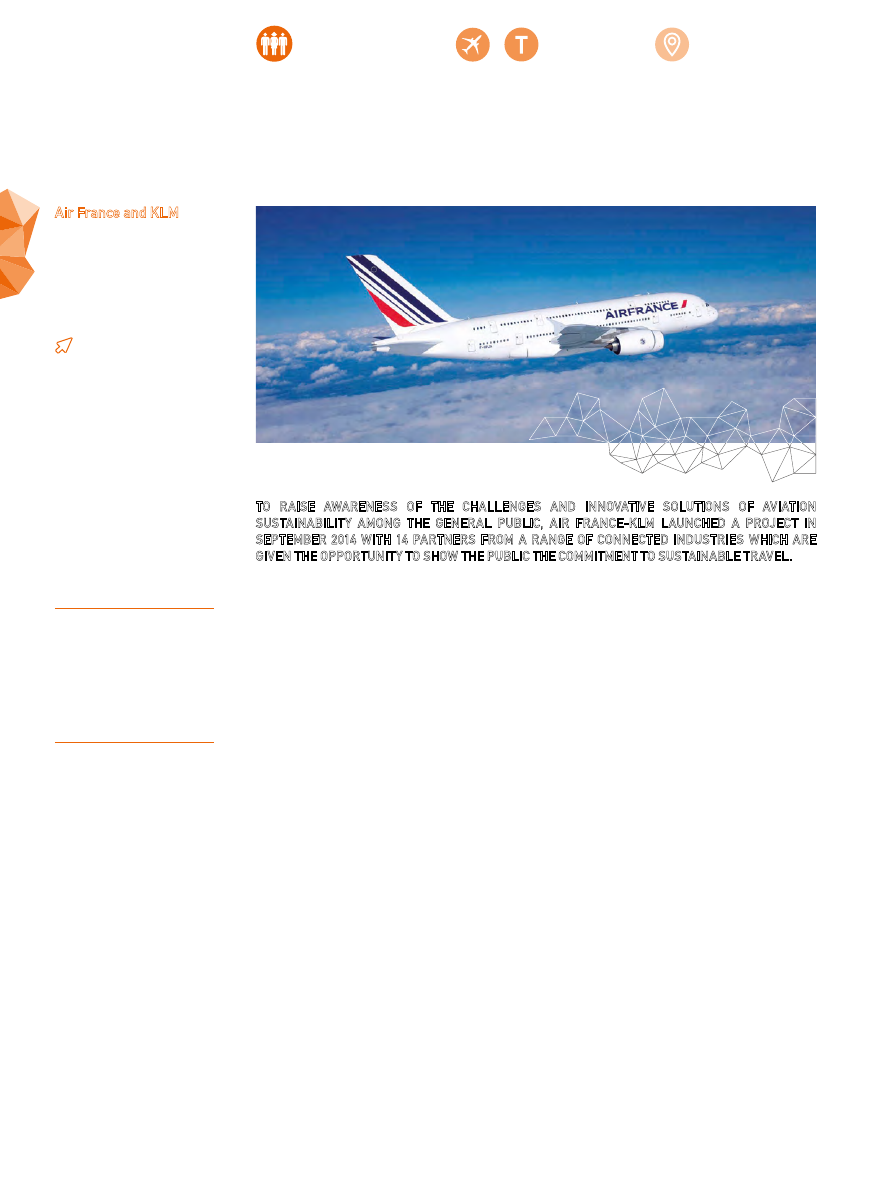 T
Air France and KLM
AIRFRANCE
TO RAISE AWARENESS OF THE CHALLENGES AND INNOVATIVE SOLUTIONS OF AVIATION
SUSTAINABILITY AMONG THE GENERAL PUBLIC, AIR FRANCE-KLM LAUNCHED A PROJECT IN
SEPTEMBER 2014 WITH 14 PARTNERS FROM A RANGE OF CONNECTED INDUSTRIES WHICH ARE
GIVEN THE OPPORTUNITY TO SHOW THE PUBLIC THE COMMITMENT TO SUSTAINABLE TRAVEL.